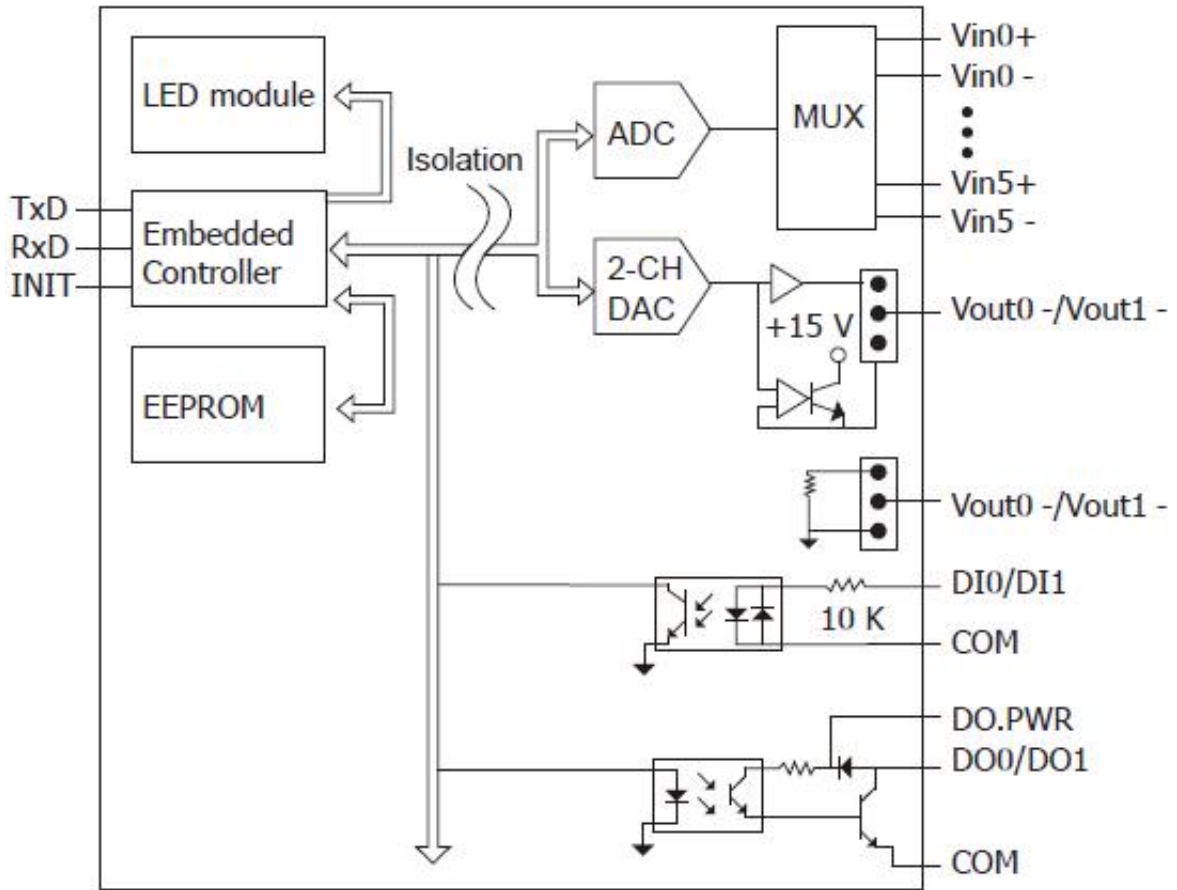 LED module
TxD
RxD
INIT
Embedded
Controller
EEPROM
Isolation
ADC
MUX
Vin0+
Vin0 -
Vin5+
Vin5 -
2-CH
DAC
+15 V
Vout0 -/Vout1 -
Vout0 -/Vout1 -
DI0/DI1
10 K
COM
DO.PWR
DO0/DO1
COM